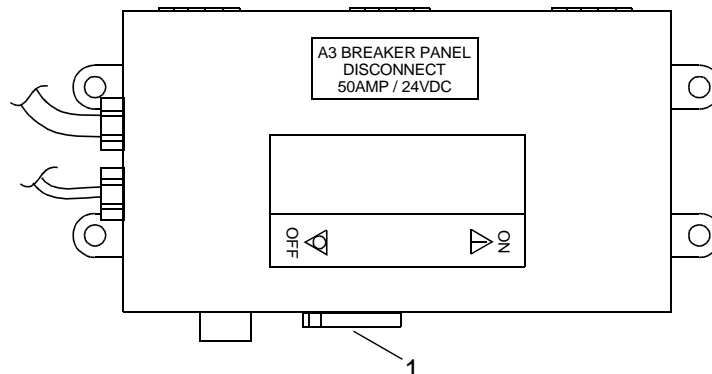 A3 BREAKER PANEL
DISCONNECT
50AMP / 24VDC
OFF
ON
1